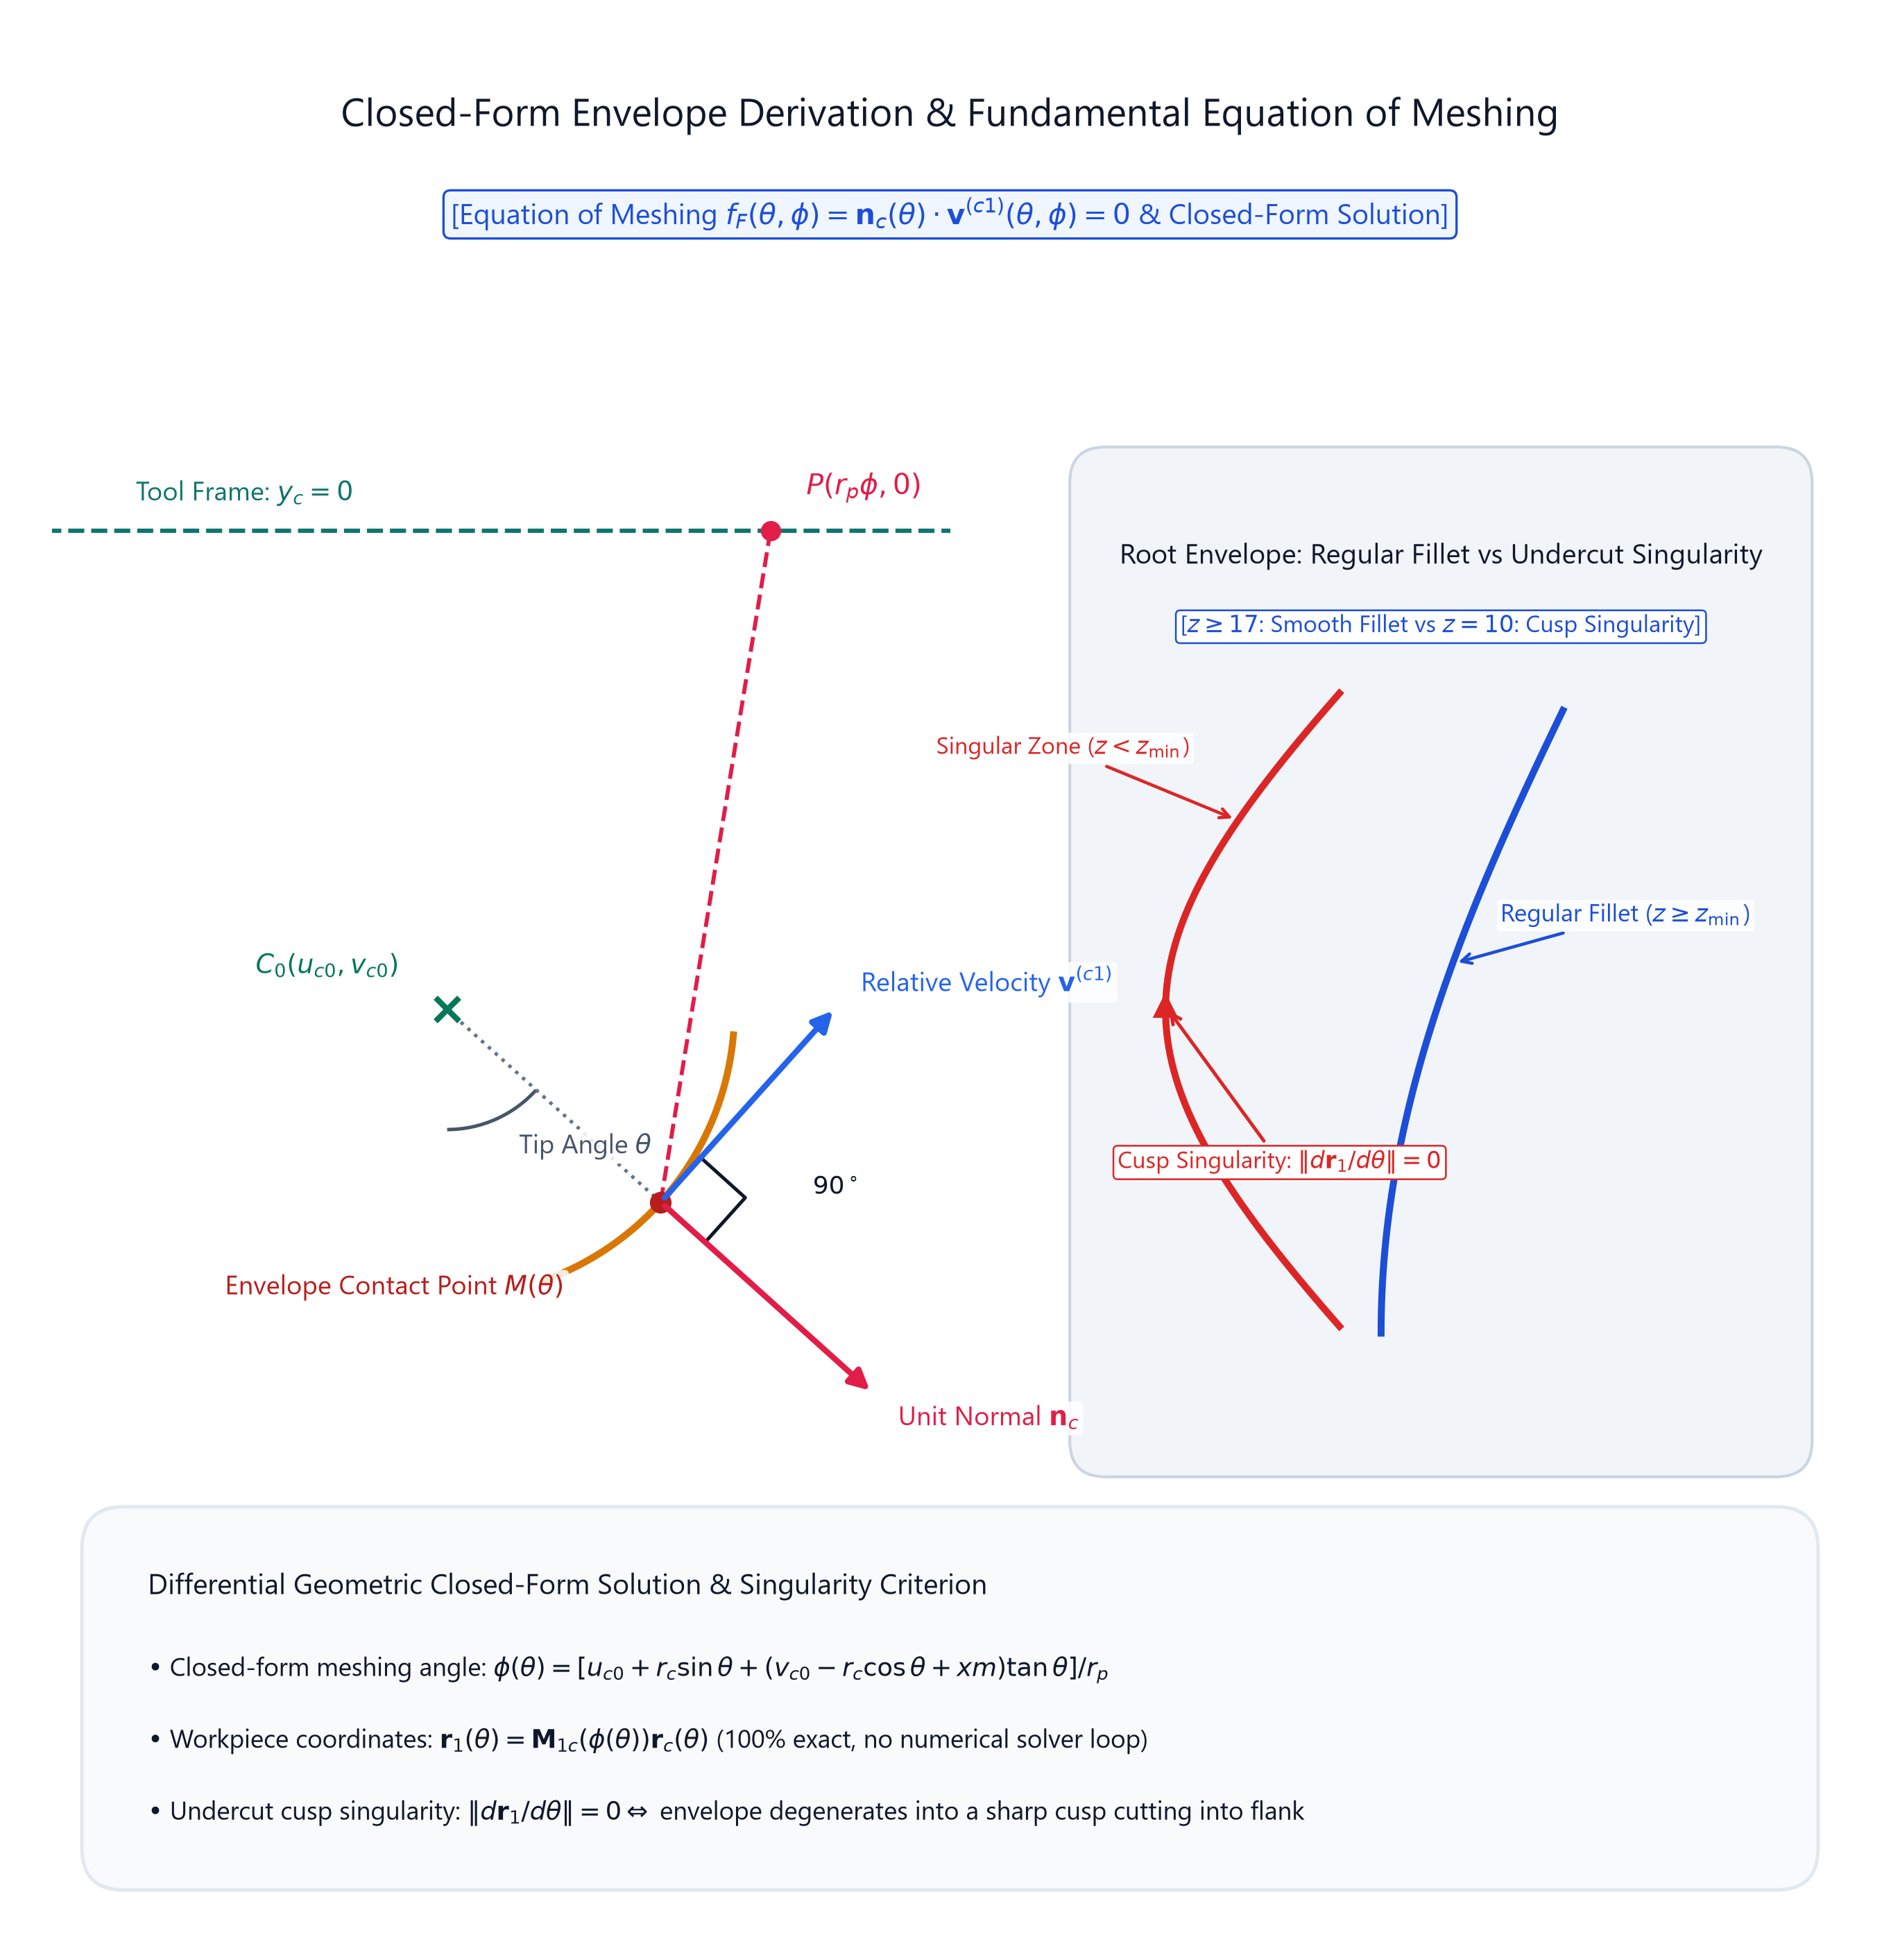 Closed-Form Envelope Derivation & Fundamental Equation of Meshing
[Equation of Meshing f_F(θ, ϕ) = n_c(θ) · v^(c1)(θ, ϕ) = 0 & Closed-Form Solution]
Tool Frame: y_c = 0
P(r_pϕ, 0)
Root Envelope: Regular Fillet vs Undercut Singularity
[z ≥ 17: Smooth Fillet vs z = 10: Cusp Singularity]
Singular Zone (z < z_min)
Regular Fillet (z ≥ z_min)
C_0(u_c0, v_c0)
Relative Velocity v^(c1)
Tip Angle θ
Cusp Singularity: ‖dr_1/dθ‖ = 0
90°
Envelope Contact Point M(θ)
Unit Normal n_c
Differential Geometric Closed-Form Solution & Singularity Criterion
• Closed-form meshing angle: ϕ(θ) = [u_c0 + r_c sin θ + (v_c0 − r_c cos θ + xm) tan θ]/r_p
• Workpiece coordinates: r_1(θ) = M_1c(ϕ(θ))r_c(θ) (100% exact, no numerical solver loop)
• Undercut cusp singularity: ‖dr_1/dθ‖ = 0 ⇔ envelope degenerates into a sharp cusp cutting into flank